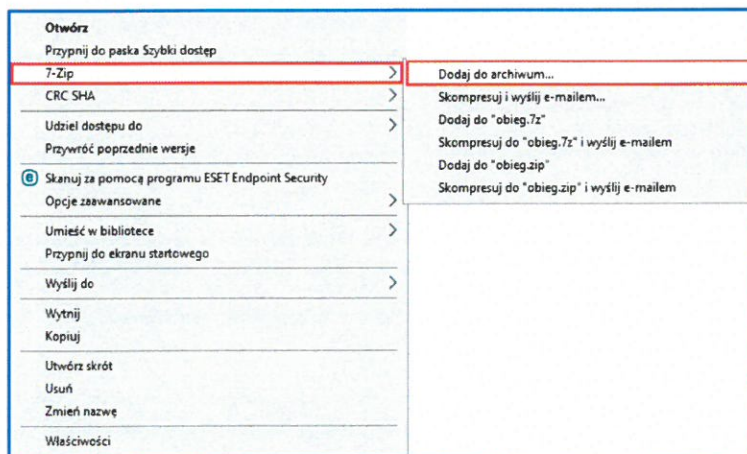 Otwórz
Przypnij do paska Szybki dostęp
7-Zip
CRC SHA
Udziel dostępu do
Przywróć poprzednie wersje
Skanuj za pomocą programu ESET Endpoint Security
Opcje zaawansowane
Umieść w bibliotece
Przypnij do ekranu startowego
Wyślij do
Wytnij
Kopiuj
Utwórz skrót
Usuń
Zmień nazwę
Właściwości
Dodaj do archiwum...
Skompresuj i wyślij e-mailem...
Dodaj do "obieg.7z"
Skompresuj do "obieg.7z" i wyślij e-mailem
Dodaj do "obieg.zip"
Skompresuj do "obieg.zip" i wyślij e-mailem